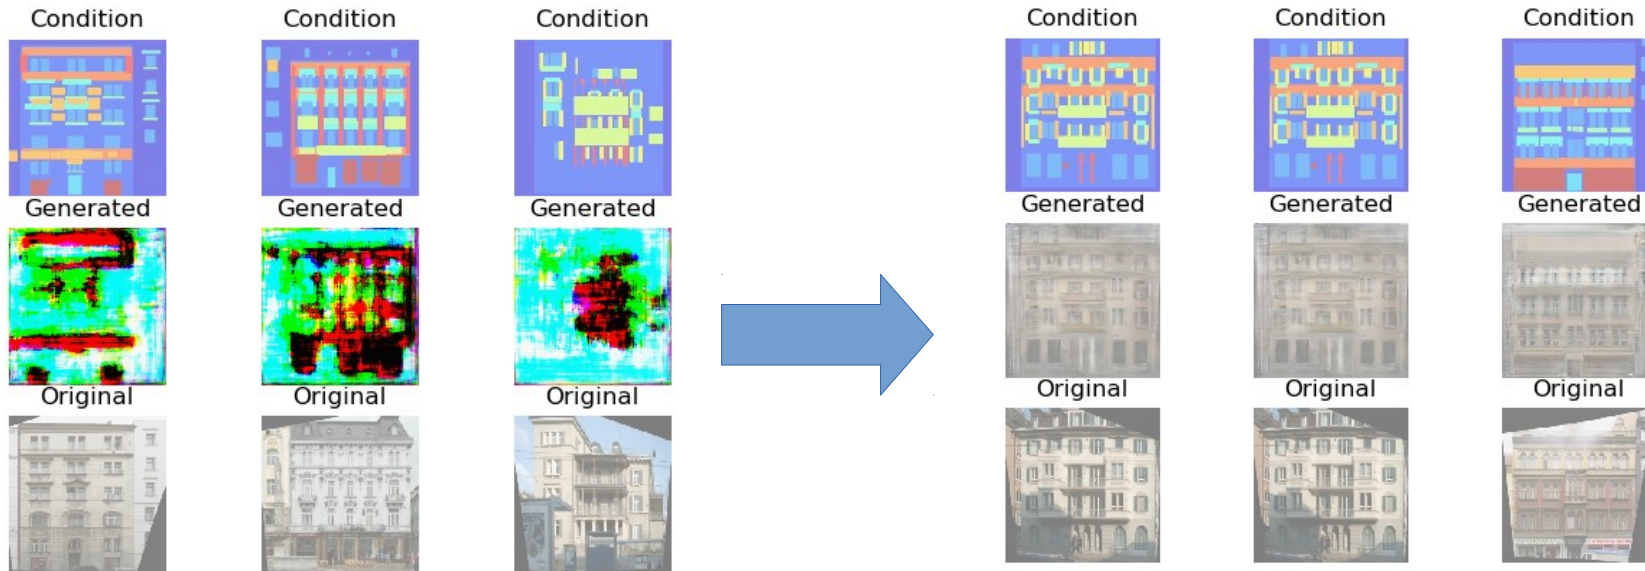 Condition Condition Condition Condition Condition Condition
Generated Generated Generated Generated Generated Generated
Original Original Original Original Original Original